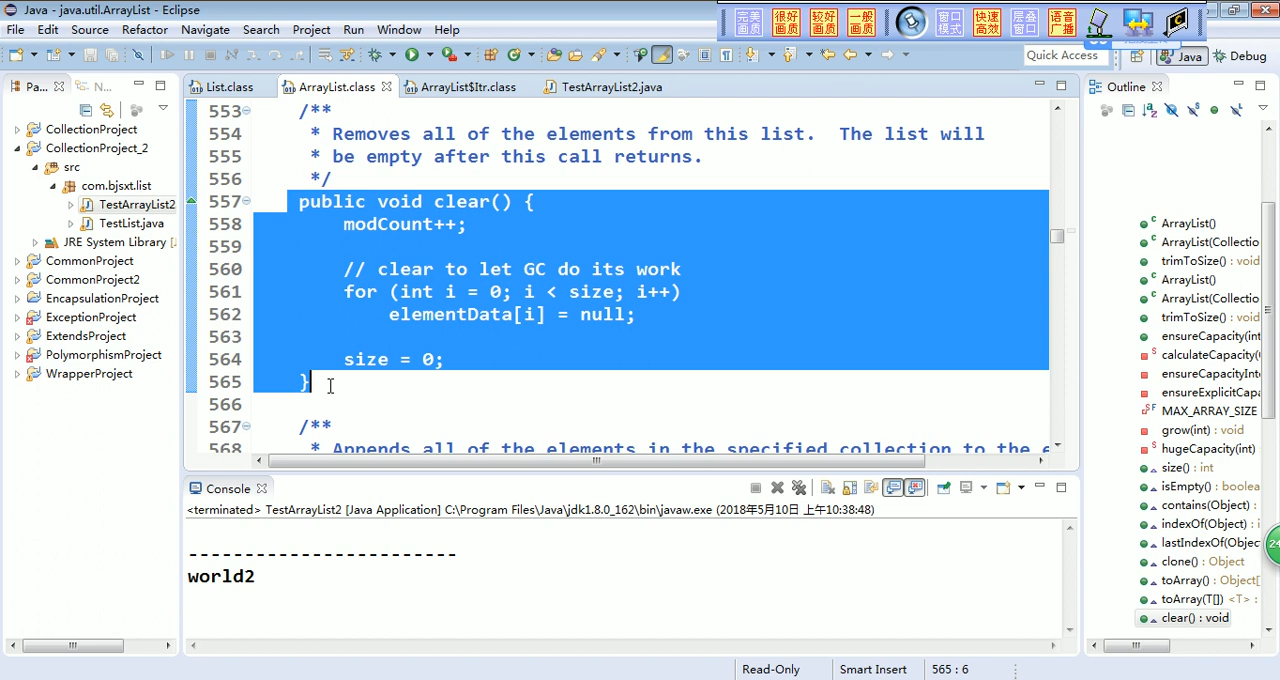 Java - java.util.ArrayList - Eclipse
完美画质
很好画质
较好画质
一般画质
窗口模式
快速高效
层叠窗口
语音广播
File Edit Source Refactor Navigate Search Project Run Window Help
Quick Access
Java
Debug
Pa...
N...
CollectionProject
CollectionProject_2
src
com.bjsxt.list
TestArrayList2
TestList.java
JRE System Library [J
CommonProject
CommonProject2
EncapsulationProject
ExceptionProject
ExtendsProject
PolymorphismProject
WrapperProject
List.class
ArrayList.class
ArrayList$Itr.class
TestArrayList2.java
553 /**
554 * Removes all of the elements from this list.  The list will
555 * be empty after this call returns.
556 */
557 public void clear() {
558 modCount++;
559
560 // clear to let GC do its work
561 for (int i = 0; i < size; i++)
562 elementData[i] = null;
563
564 size = 0;
565 }
566
567 /**
568 * Appends all of the elements in the specified collection to the e
Outline
ArrayList()
ArrayList(Collectio
trimToSize() : void
ArrayList()
ArrayList(Collectio
trimToSize() : void
ensureCapacity(int
calculateCapacity(
ensureCapacityInte
ensureExplicitCapa
MAX_ARRAY_SIZE
grow(int) : void
hugeCapacity(int)
size() : int
isEmpty() : boolea
contains(Object) :
indexOf(Object) : i
lastIndexOf(Objec
clone() : Object
toArray() : Object[
toArray(T[]) <T> :
clear() : void
Console
<terminated> TestArrayList2 [Java Application] C:\Program Files\Java\jdk1.8.0_162\bin\javaw.exe (2018年5月10日 上午10:38:48)
------------------------
world2
Read-Only
Smart Insert
565 : 6